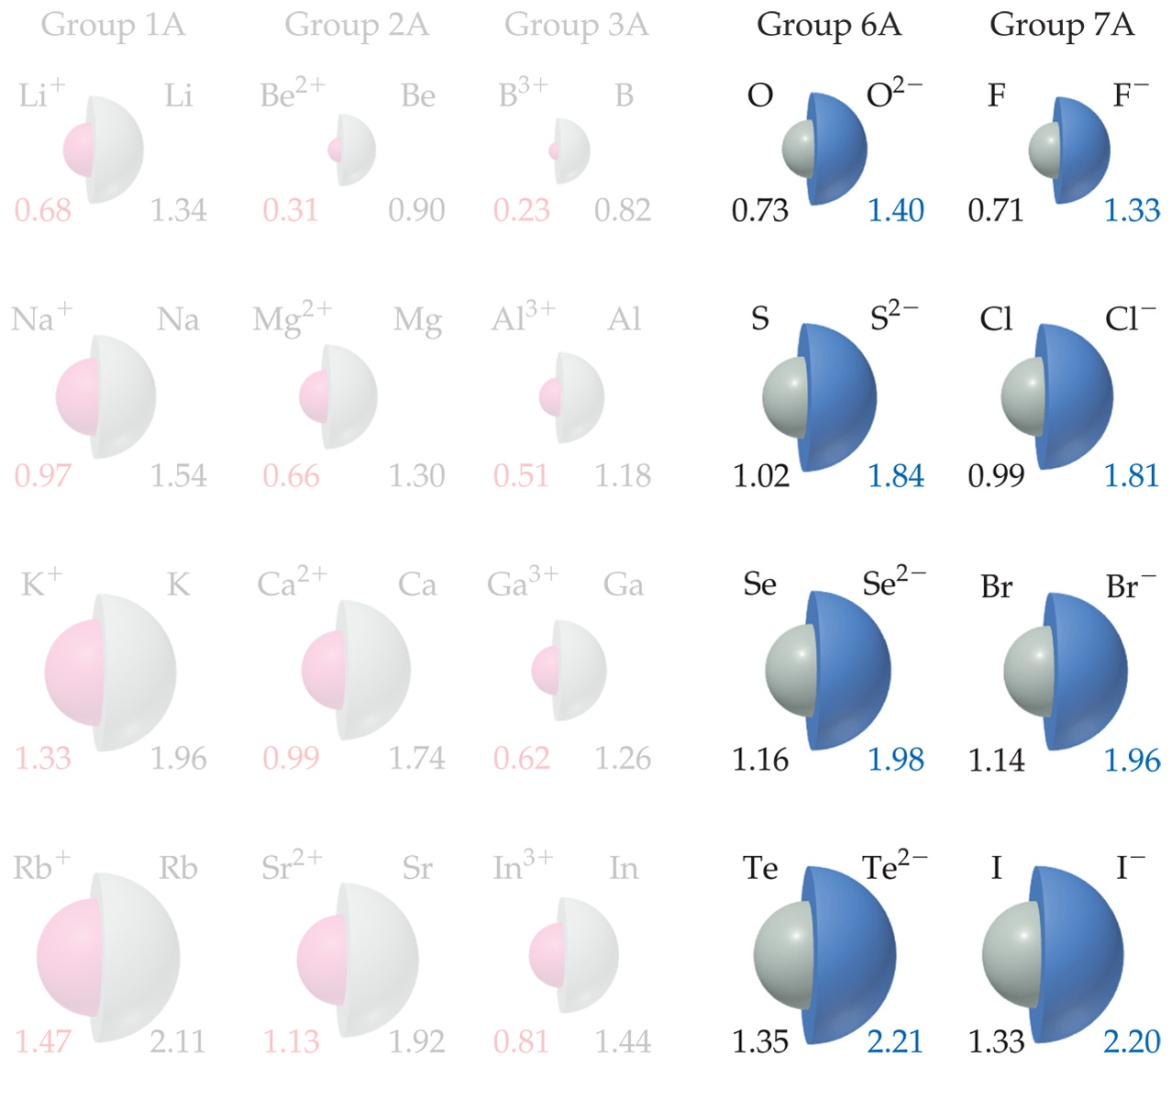 Group 1A Group 2A Group 3A Group 6A Group 7A
Li⁺ Li Be²⁺ Be B³⁺ B O O²⁻ F F⁻
0.68 1.34 0.31 0.90 0.23 0.82 0.73 1.40 0.71 1.33
Na⁺ Na Mg²⁺ Mg Al³⁺ Al S S²⁻ Cl Cl⁻
0.97 1.54 0.66 1.30 0.51 1.18 1.02 1.84 0.99 1.81
K⁺ K Ca²⁺ Ca Ga³⁺ Ga Se Se²⁻ Br Br⁻
1.33 1.96 0.99 1.74 0.62 1.26 1.16 1.98 1.14 1.96
Rb⁺ Rb Sr²⁺ Sr In³⁺ In Te Te²⁻ I I⁻
1.47 2.11 1.13 1.92 0.81 1.44 1.35 2.21 1.33 2.20